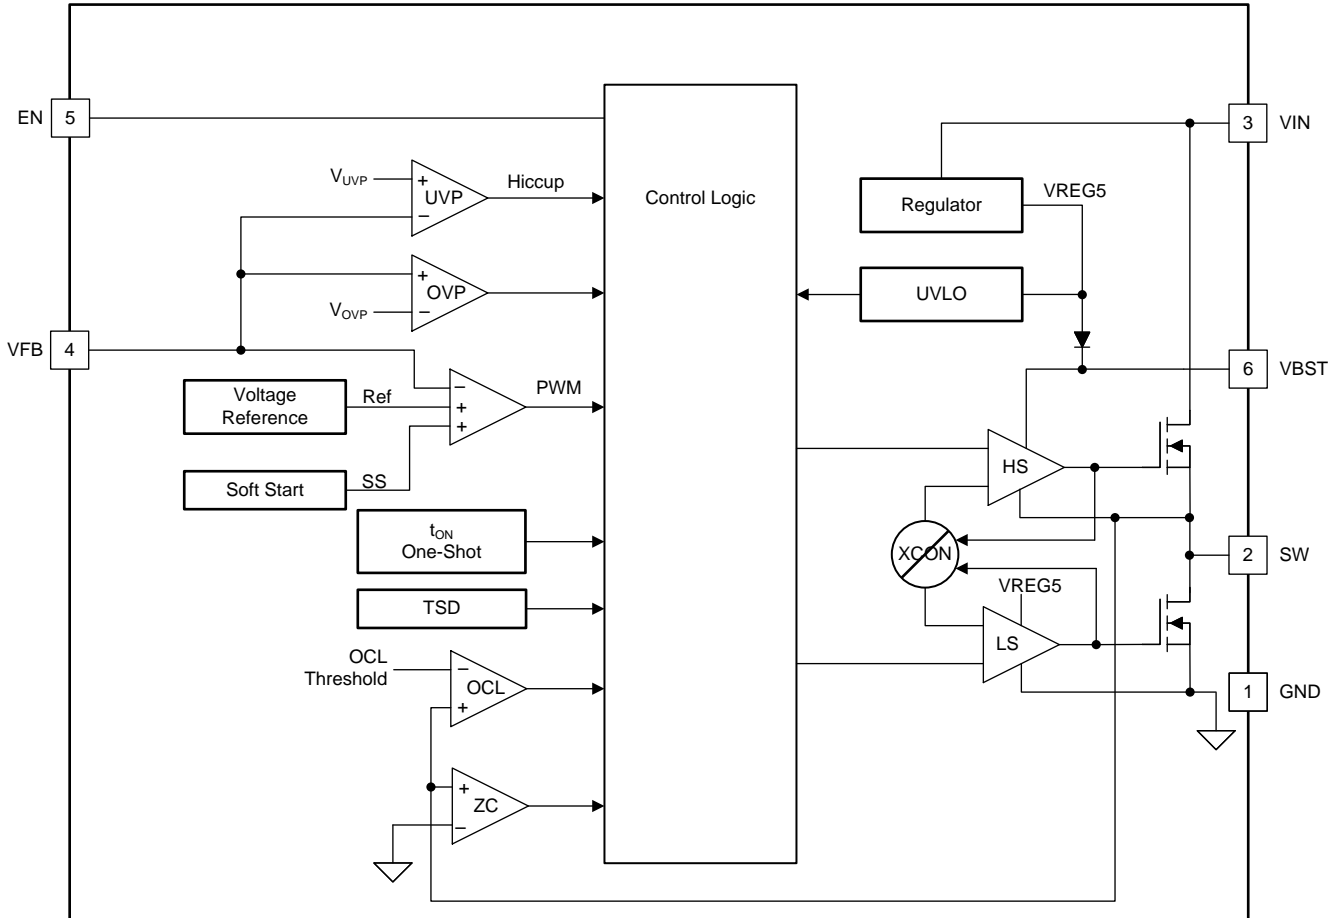 EN 5
3 VIN
V_UVP + UVP − Hiccup
Control Logic
Regulator VREG5
+ OVP −
V_OVP
UVLO
VFB 4
6 VBST
Voltage
Reference
Ref
− + +
PWM
Soft Start SS
HS
t_ON
One-Shot
XCON
2 SW
TSD
VREG5
LS
OCL
Threshold
− OCL +
1 GND
+ ZC −